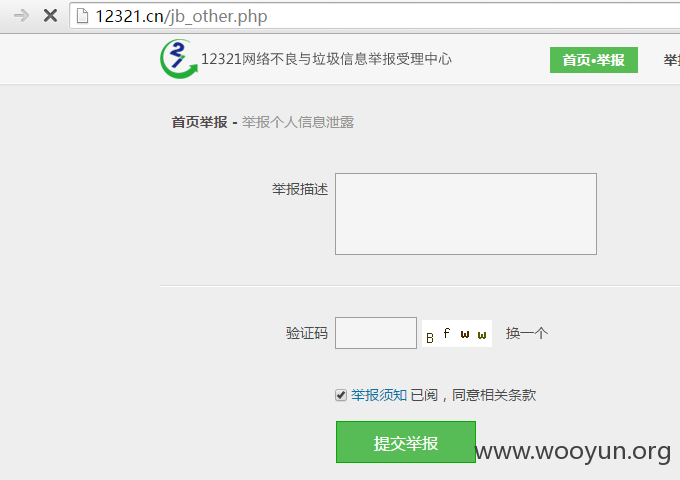 12321.cn/jb_other.php
12321网络不良与垃圾信息举报受理中心 首页•举报 举
首页举报 - 举报个人信息泄露
举报描述
验证码 B f w w 换一个
举报须知 已阅，同意相关条款
提交举报
www.wooyun.org